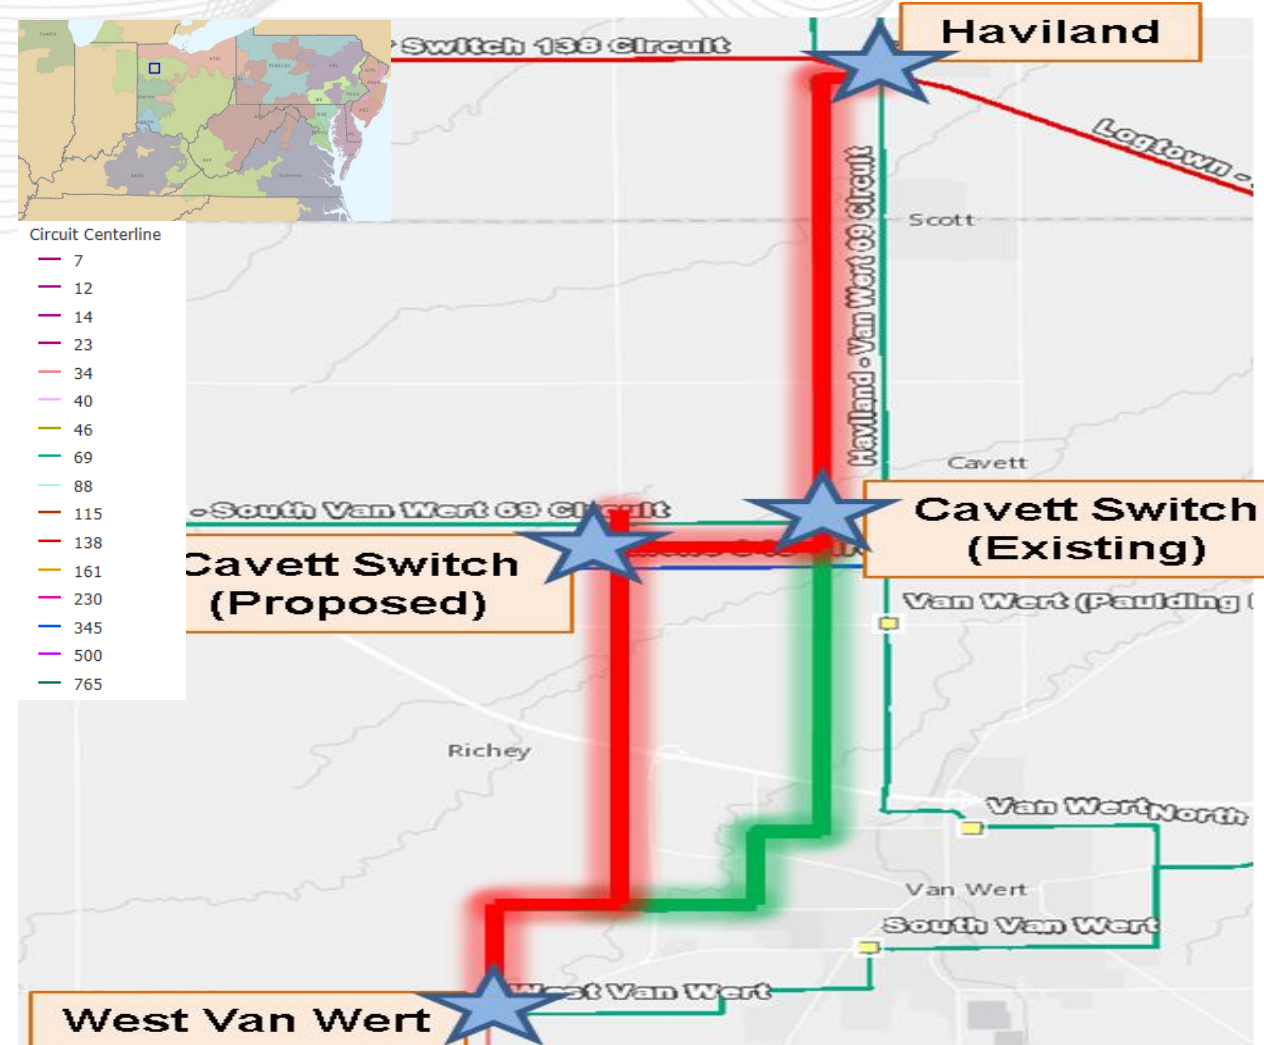 Haviland
Switch 138 Circuit
Logtown -
Haviland - Van Wert 69 Circuit
Scott
Circuit Centerline
7
12
14
23
34
40
46
69
88
115
138
161
230
345
500
765
Cavett
- South Van Wert 69 Circuit
Cavett Switch
(Existing)
Cavett Switch
(Proposed)
Van Wert (Paulding
Richey
Van Wert North
Van Wert
South Van Wert
West Van Wert
West Van Wert